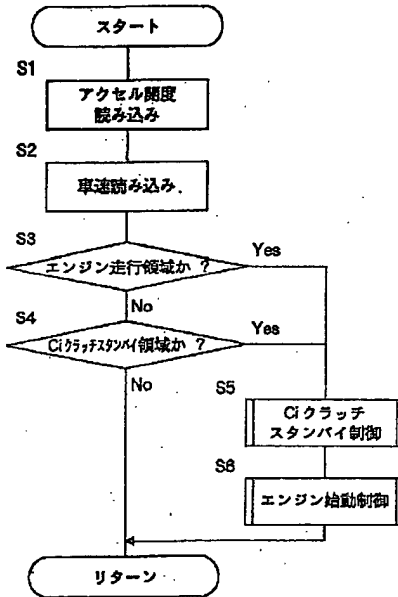 スタート
S1
アクセル開度
読み込み
S2
車速読み込み
S3
エンジン走行領域か?
Yes
No
S4
Ciクラッチスタンバイ領域か?
Yes
No
S5
Ciクラッチ
スタンバイ制御
S6
エンジン始動制御
リターン